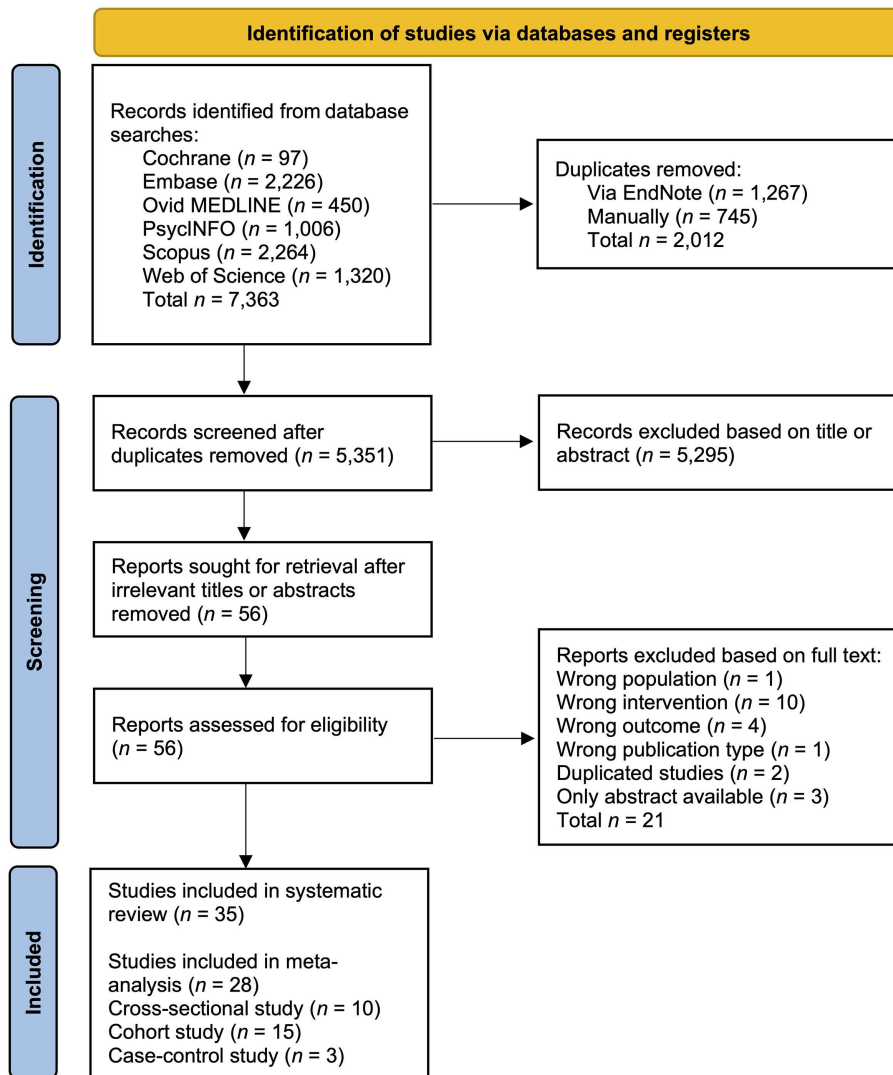 Identification of studies via databases and registers
Identification
Records identified from database
searches:
Cochrane (n = 97)
Embase (n = 2,226)
Ovid MEDLINE (n = 450)
PsycINFO (n = 1,006)
Scopus (n = 2,264)
Web of Science (n = 1,320)
Total n = 7,363
Duplicates removed:
Via EndNote (n = 1,267)
Manually (n = 745)
Total n = 2,012
Screening
Records screened after
duplicates removed (n = 5,351)
Records excluded based on title or
abstract (n = 5,295)
Reports sought for retrieval after
irrelevant titles or abstracts
removed (n = 56)
Reports assessed for eligibility
(n = 56)
Reports excluded based on full text:
Wrong population (n = 1)
Wrong intervention (n = 10)
Wrong outcome (n = 4)
Wrong publication type (n = 1)
Duplicated studies (n = 2)
Only abstract available (n = 3)
Total n = 21
Included
Studies included in systematic
review (n = 35)
Studies included in meta-
analysis (n = 28)
Cross-sectional study (n = 10)
Cohort study (n = 15)
Case-control study (n = 3)